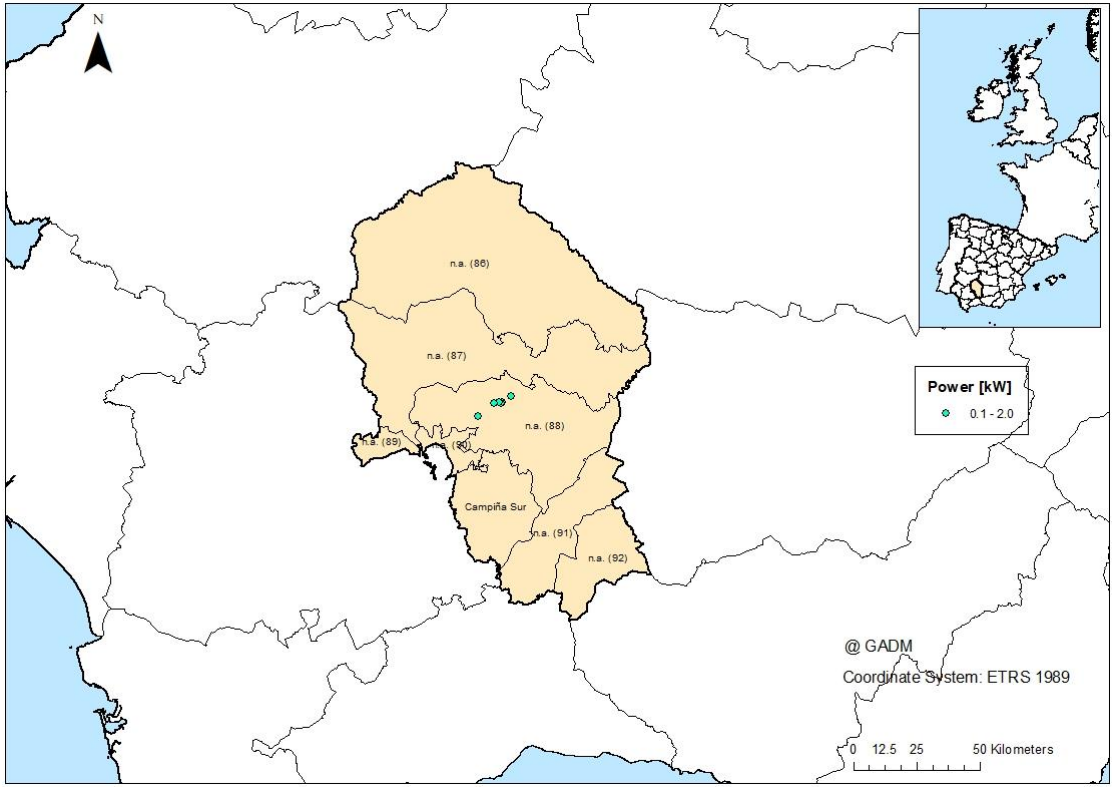 N
n.a. (86)
n.a. (87)
n.a. (88)
n.a. (89)
n.a. (90)
Campiña Sur
n.a. (91)
n.a. (92)
Power [kW]
0.1 - 2.0
@ GADM
Coordinate System: ETRS 1989
0 12.5 25 50 Kilometers